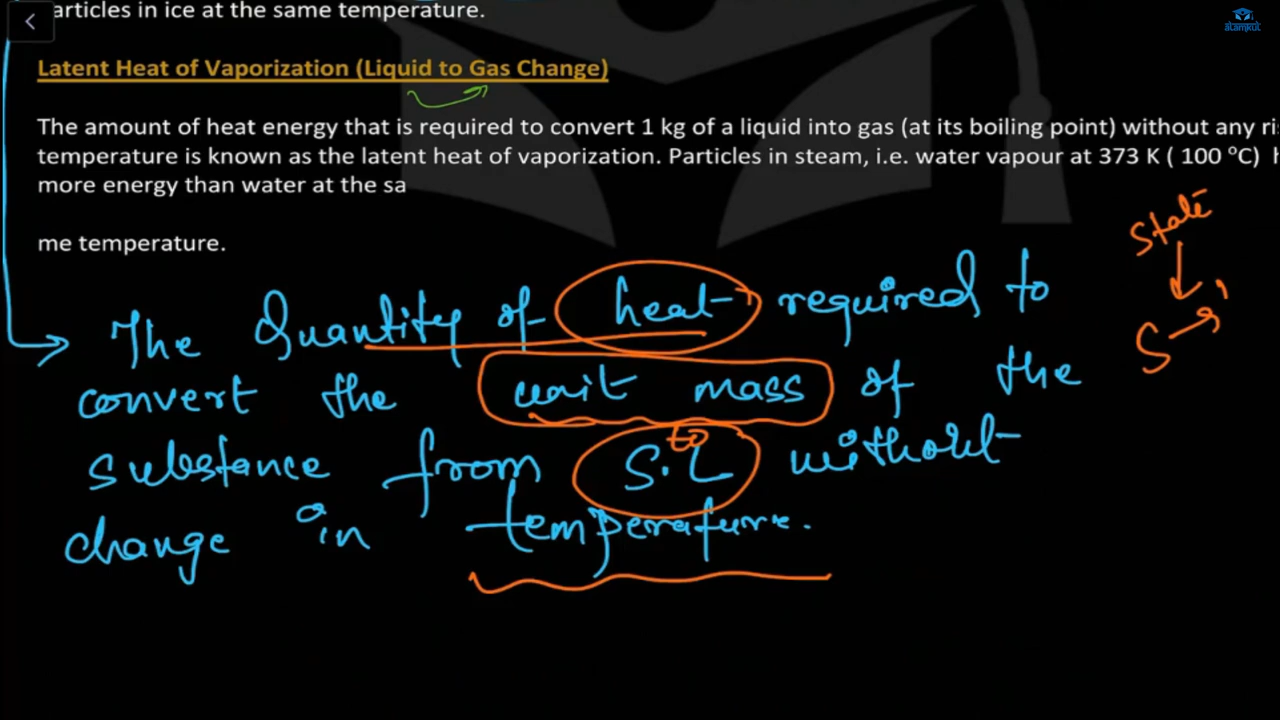 articles in ice at the same temperature.
alamkul
Latent Heat of Vaporization (Liquid to Gas Change)
The amount of heat energy that is required to convert 1 kg of a liquid into gas (at its boiling point) without any ri
temperature is known as the latent heat of vaporization. Particles in steam, i.e. water vapour at 373 K ( 100 °C) h
more energy than water at the sa
me temperature.
State
S
The Quantity of heat required to
convert the unit mass of the
substance from S. to L without
change in temperature.